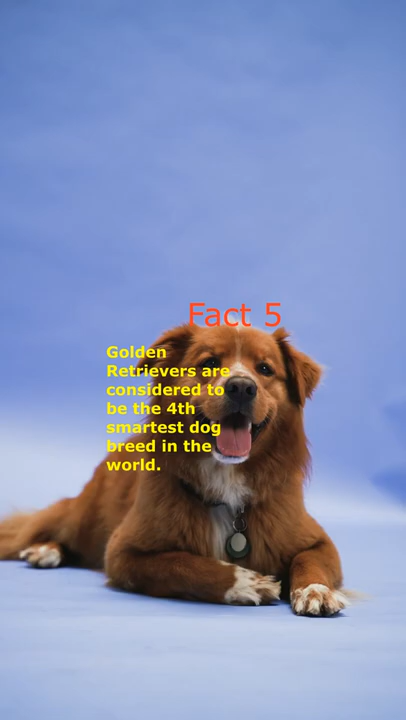 Fact 5
Golden
Retrievers are
considered to
be the 4th
smartest dog
breed in the
world.